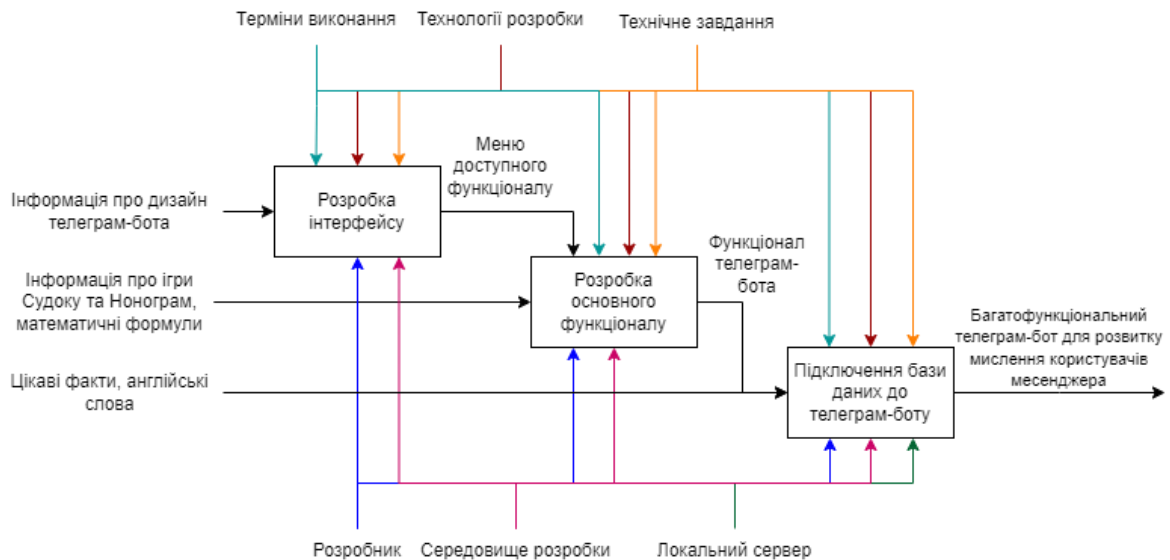 Терміни виконання
Технології розробки
Технічне завдання
Меню
доступного
функціоналу
Інформація про дизайн
телеграм-бота
Розробка
інтерфейсу
Функціонал
телеграм-
бота
Інформація про ігри
Судоку та Нонограм,
математичні формули
Розробка
основного
функціоналу
Багатофункціональний
телеграм-бот для розвитку
мислення користувачів
месенджера
Цікаві факти, англійські
слова
Підключення бази
даних до
телеграм-боту
Розробник
Середовище розробки
Локальний сервер